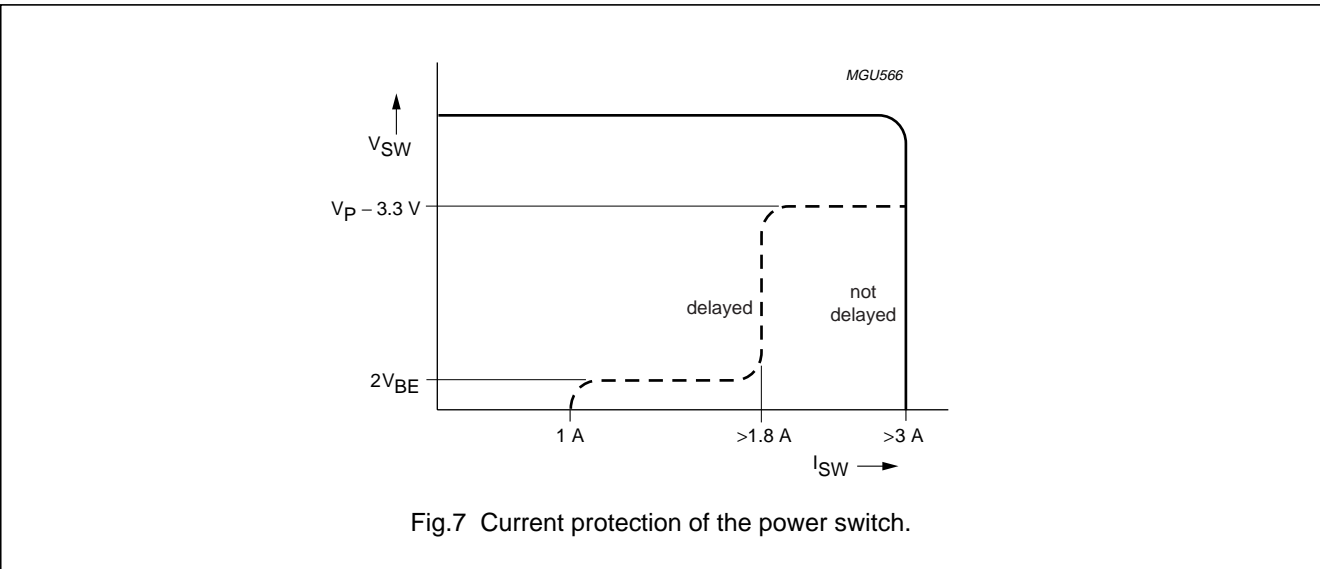 MGU566
VSW
VP – 3.3 V
delayed
not
delayed
2VBE
1 A
>1.8 A
>3 A
ISW
Fig.7 Current protection of the power switch.